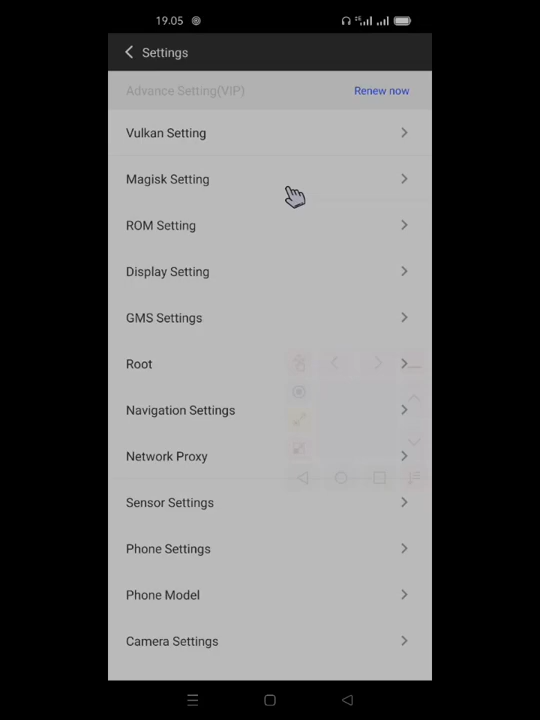 19.05
Settings
Advance Setting(VIP) Renew now
Vulkan Setting
Magisk Setting
ROM Setting
Display Setting
GMS Settings
Root
Navigation Settings
Network Proxy
Sensor Settings
Phone Settings
Phone Model
Camera Settings